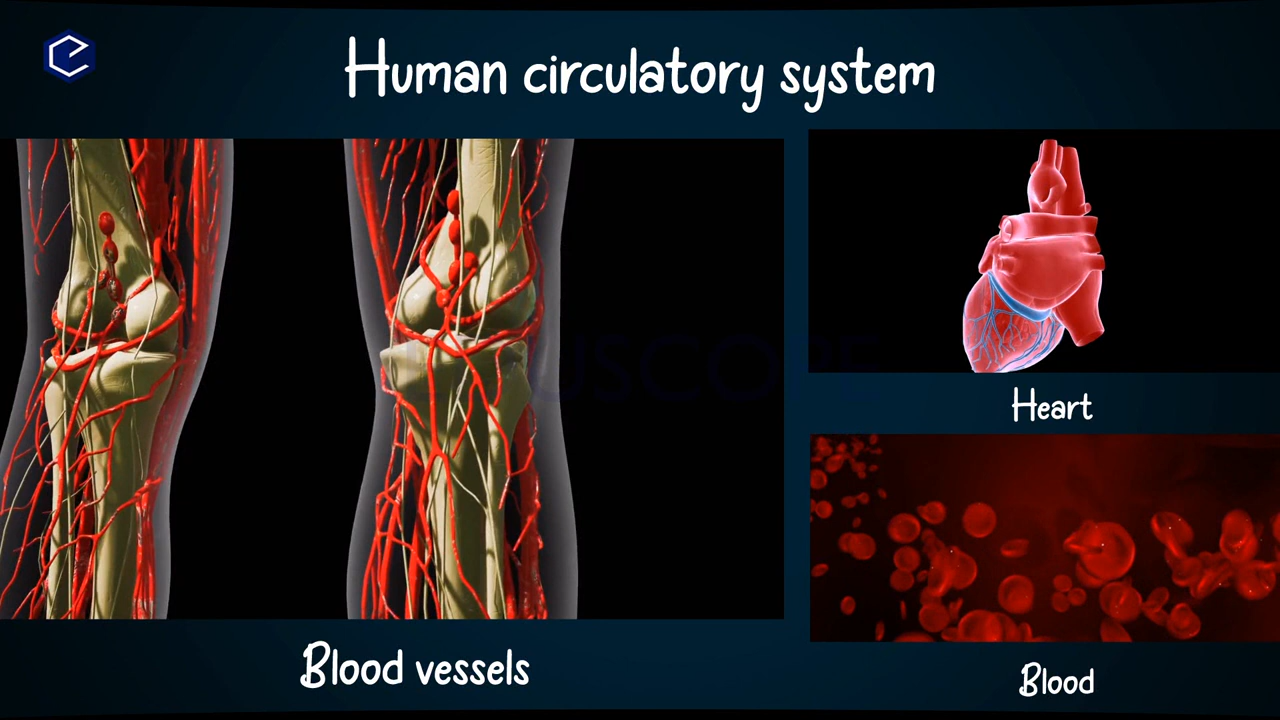 Human circulatory system
Blood vessels
Heart
Blood